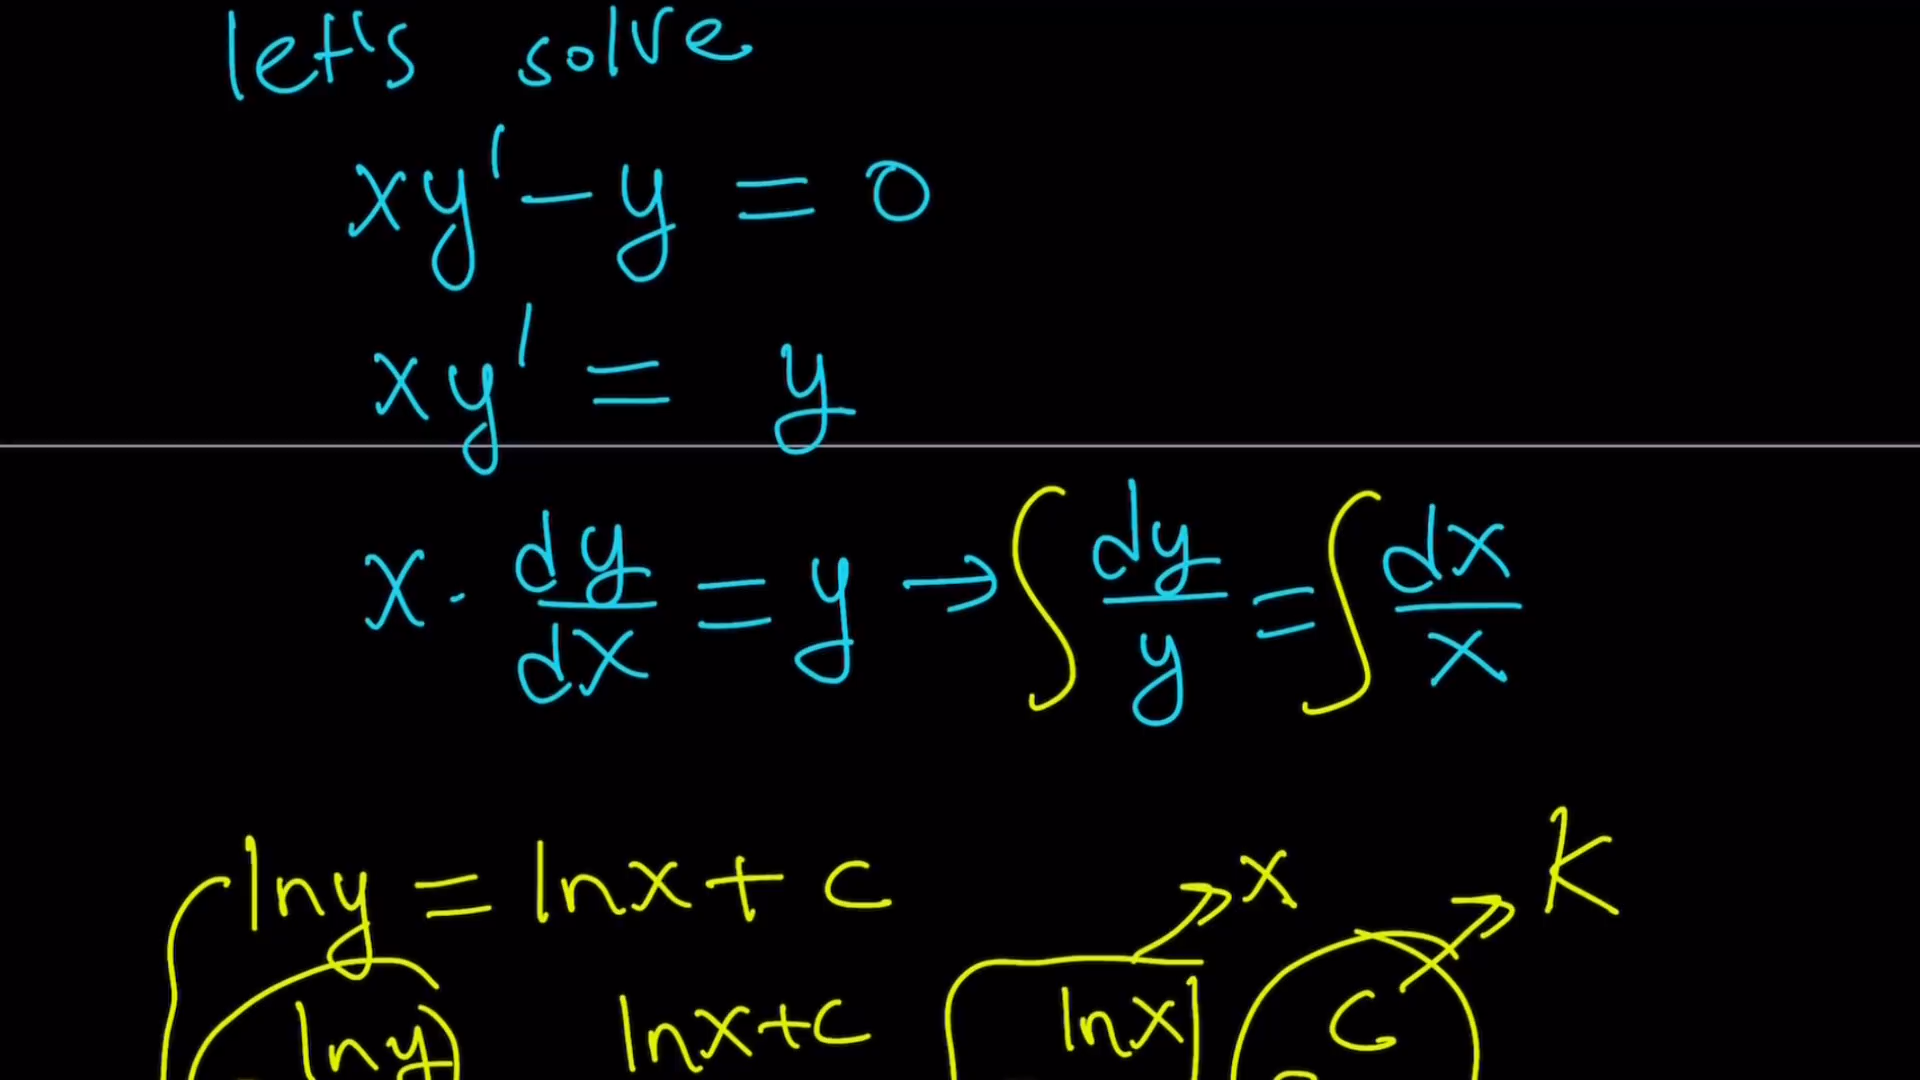 let's solve
xy' - y = 0
xy' = y
x · dy/dx = y → ∫ dy/y = ∫ dx/x
ln y = ln x + c
x
K
ln y ln x + c ln x c